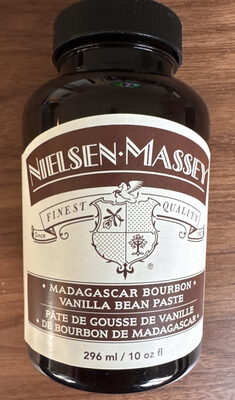 NIELSEN·MASSEY
FINEST QUALITY
Since
®
• MADAGASCAR BOURBON •
VANILLA BEAN PASTE
PÂTE DE GOUSSE DE VANILLE
• DE BOURBON DE MADAGASCAR •
296 ml / 10 oz fl